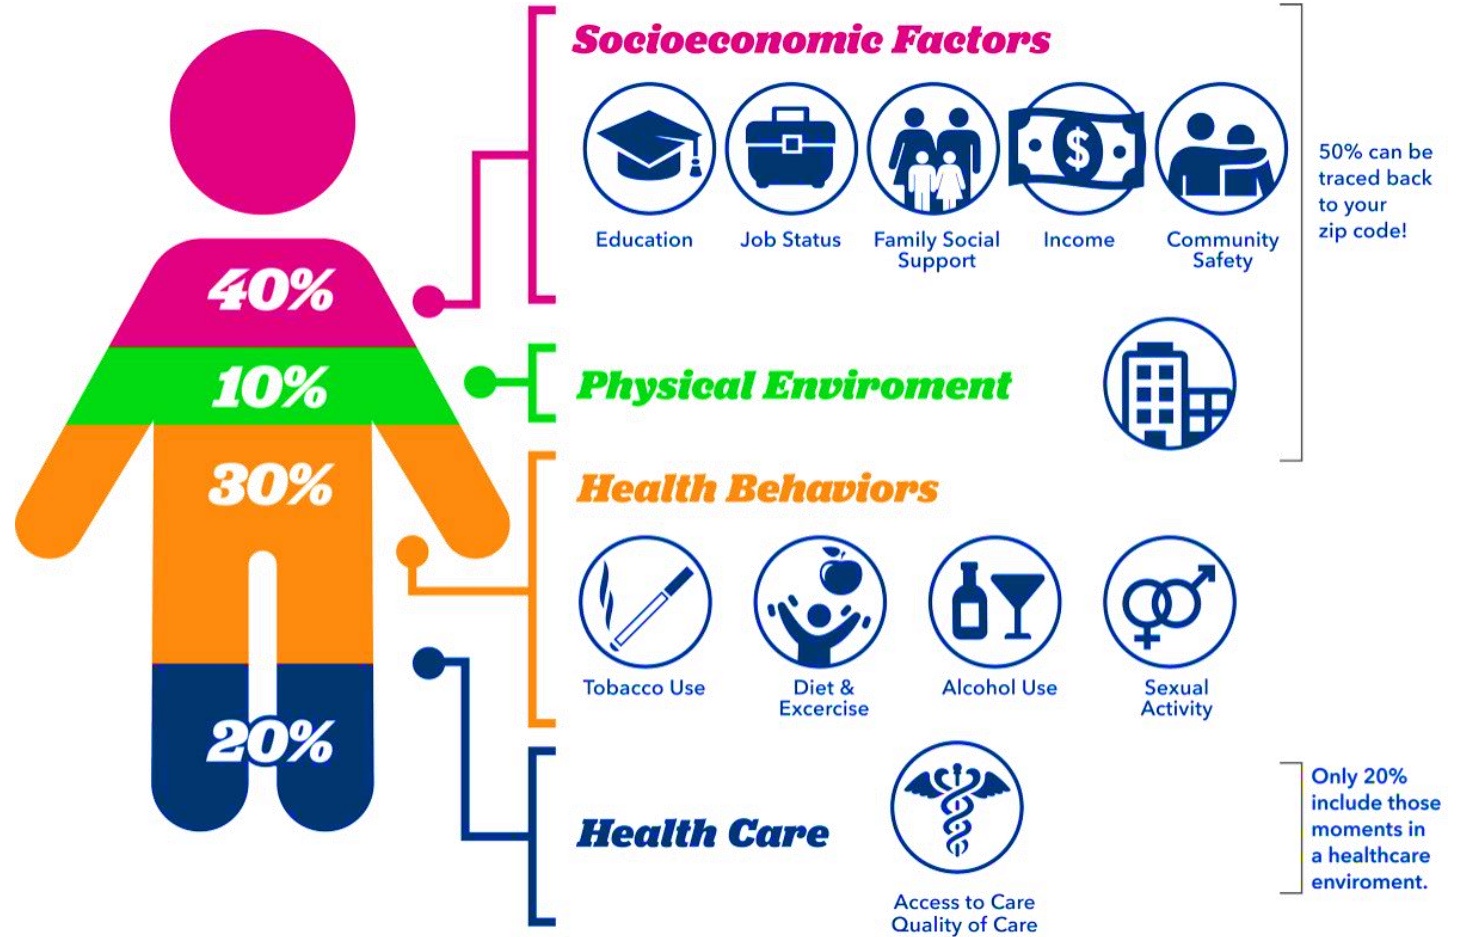 Socioeconomic Factors
Education
Job Status
Family Social
Support
Income
Community
Safety
50% can be
traced back
to your
zip code!
40%
10%
Physical Enviroment
30%
Health Behaviors
Tobacco Use
Diet &
Excercise
Alcohol Use
Sexual
Activity
20%
Health Care
Access to Care
Quality of Care
Only 20%
include those
moments in
a healthcare
enviroment.